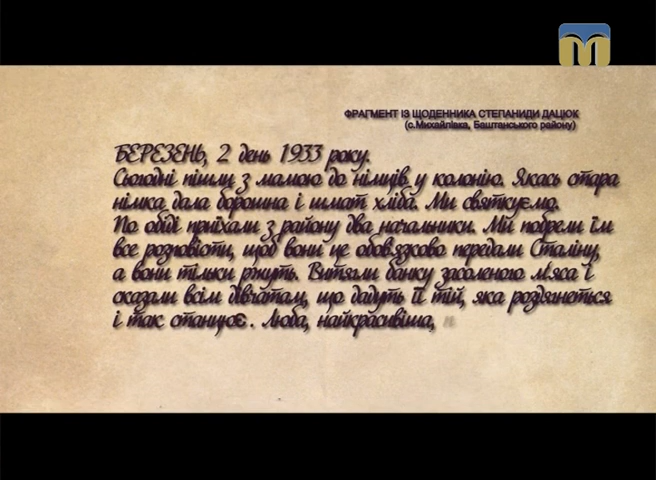 ФРАГМЕНТ ІЗ ЩОДЕННИКА СТЕПАНИДИ ДАЦЮК
(с.Михайлівка, Баштанського району)
БЕРЕЗЕНЬ, 2 день 1933 року.
Сьогодні пішли з мамою до німців у колонію. Якась стара
німка дала борошна і шмат хліба. Ми святкуємо.
По обіді приїхали з району два начальники. Ми побрели їм
все розповісти, щоб вони це обов'язково передали Сталіну,
а вони тільки ржуть. Витягли банку засоленого м'яса і
сказали всім дівчатам, що дадуть її тій, яка роздягнеться
і так станцює. Люба, найкрасивіша, п